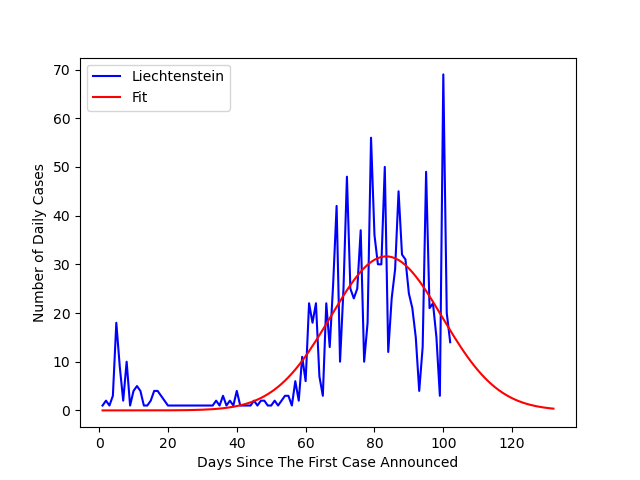 Liechtenstein
Fit
Number of Daily Cases
70
60
50
40
30
20
10
0
0 20 40 60 80 100 120
Days Since The First Case Announced